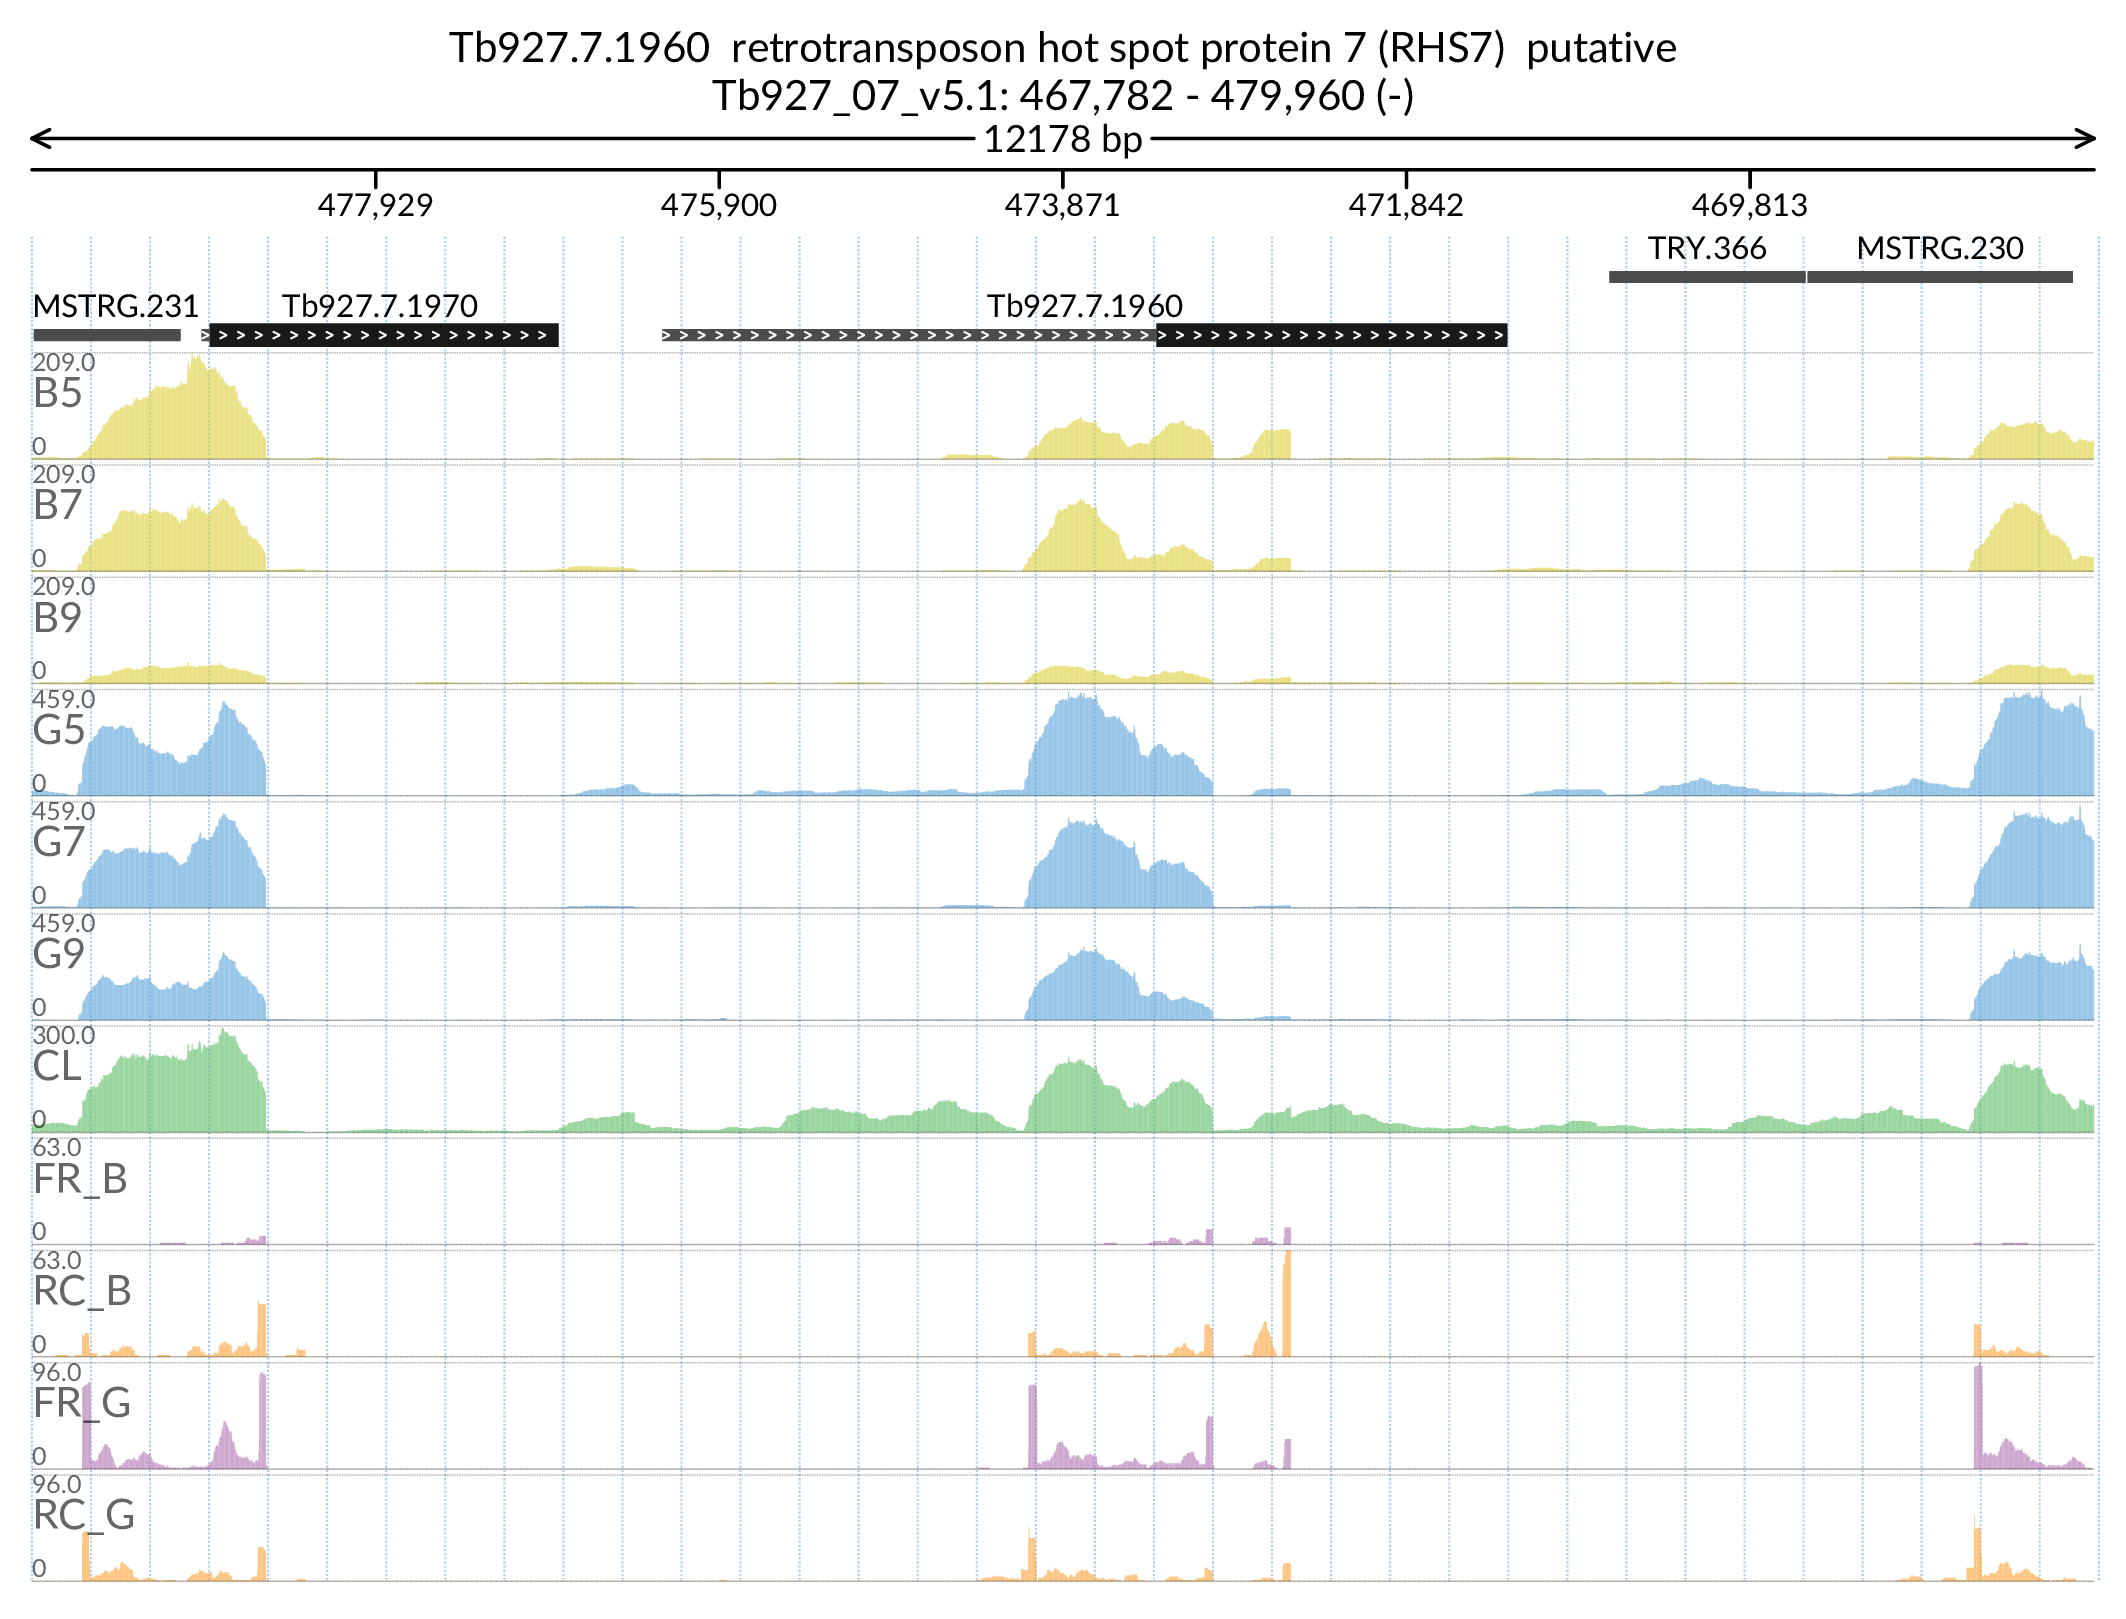 Tb927.7.1960 retrotransposon hot spot protein 7 (RHS7) putative
Tb927_07_v5.1: 467,782 - 479,960 (-)
12178 bp
477,929 475,900 473,871 471,842 469,813
TRY.366 MSTRG.230
MSTRG.231 Tb927.7.1970 Tb927.7.1960
209.0
B5
0
209.0
B7
0
209.0
B9
0
459.0
G5
0
459.0
G7
0
459.0
G9
0
300.0
CL
0
63.0
FR_B
0
63.0
RC_B
0
96.0
FR_G
0
96.0
RC_G
0